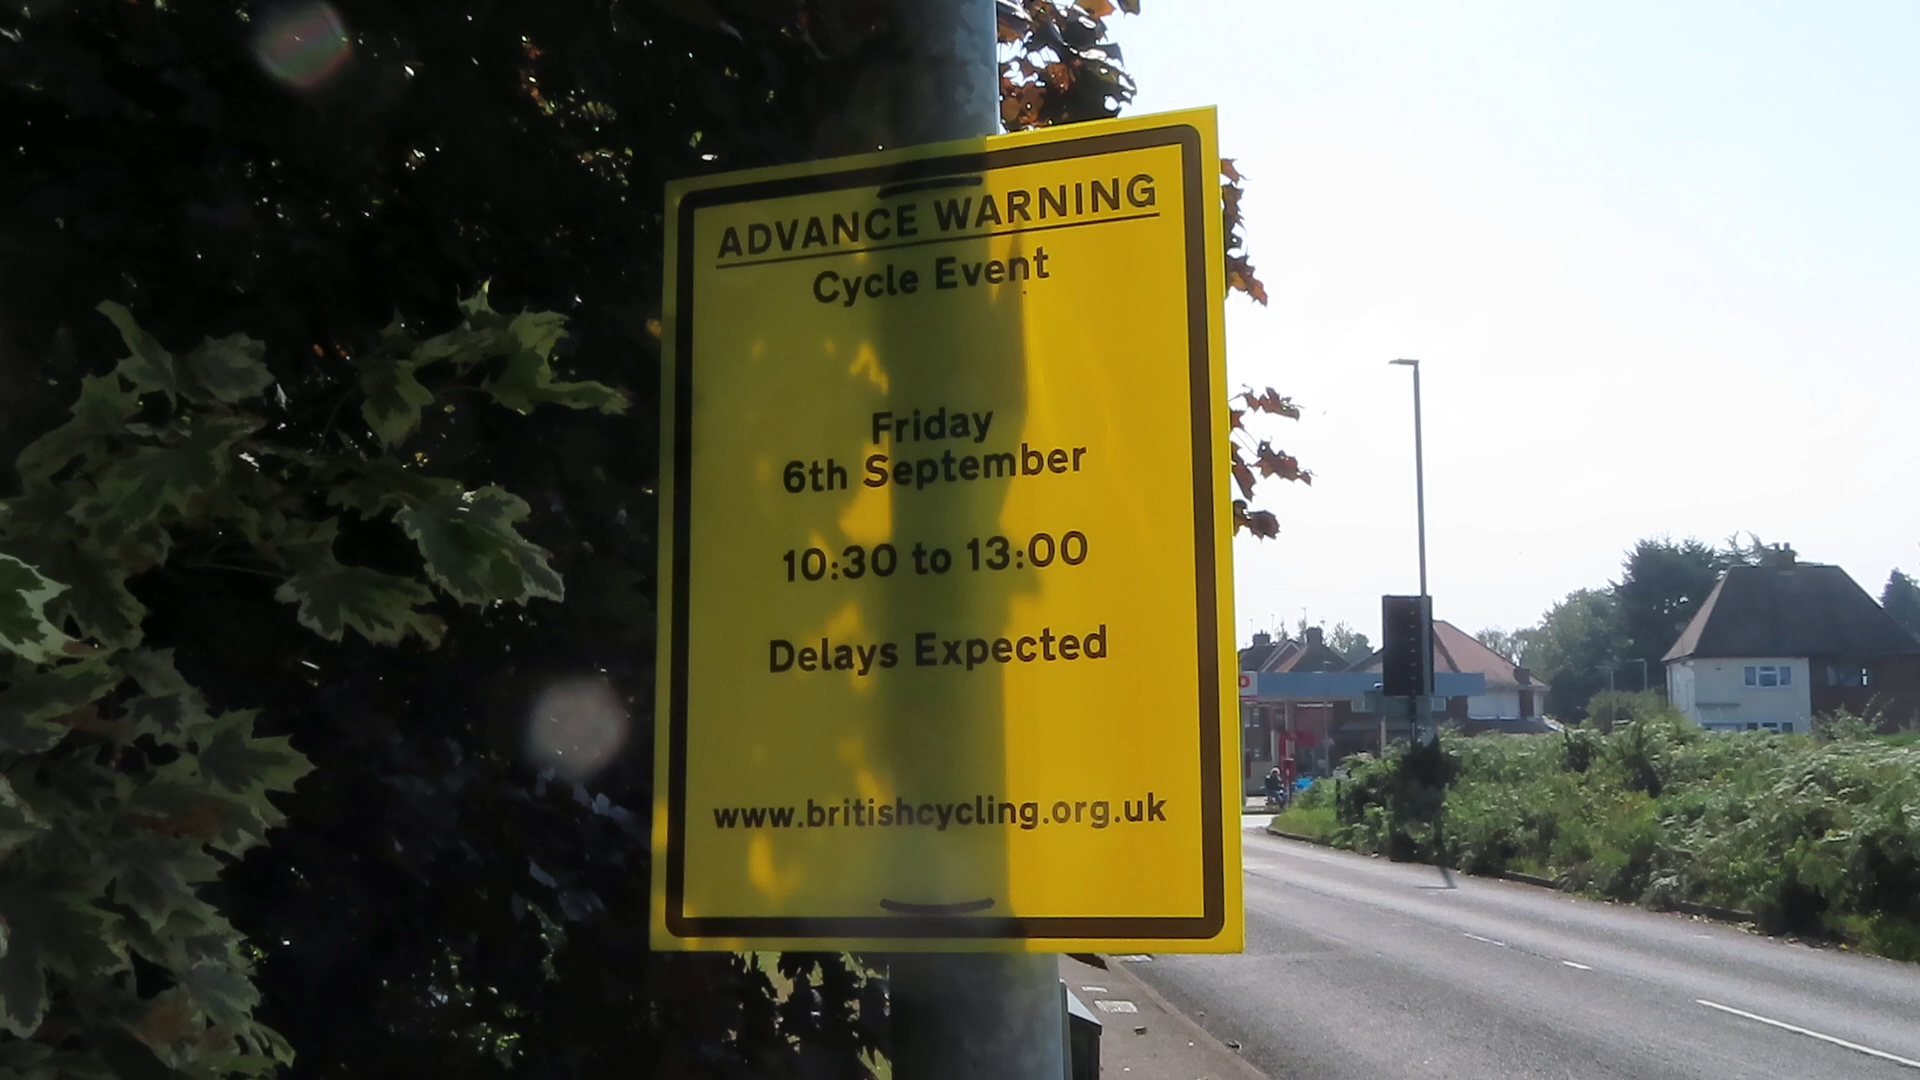 ADVANCE WARNING
Cycle Event
Friday
6th September
10:30 to 13:00
Delays Expected
www.britishcycling.org.uk